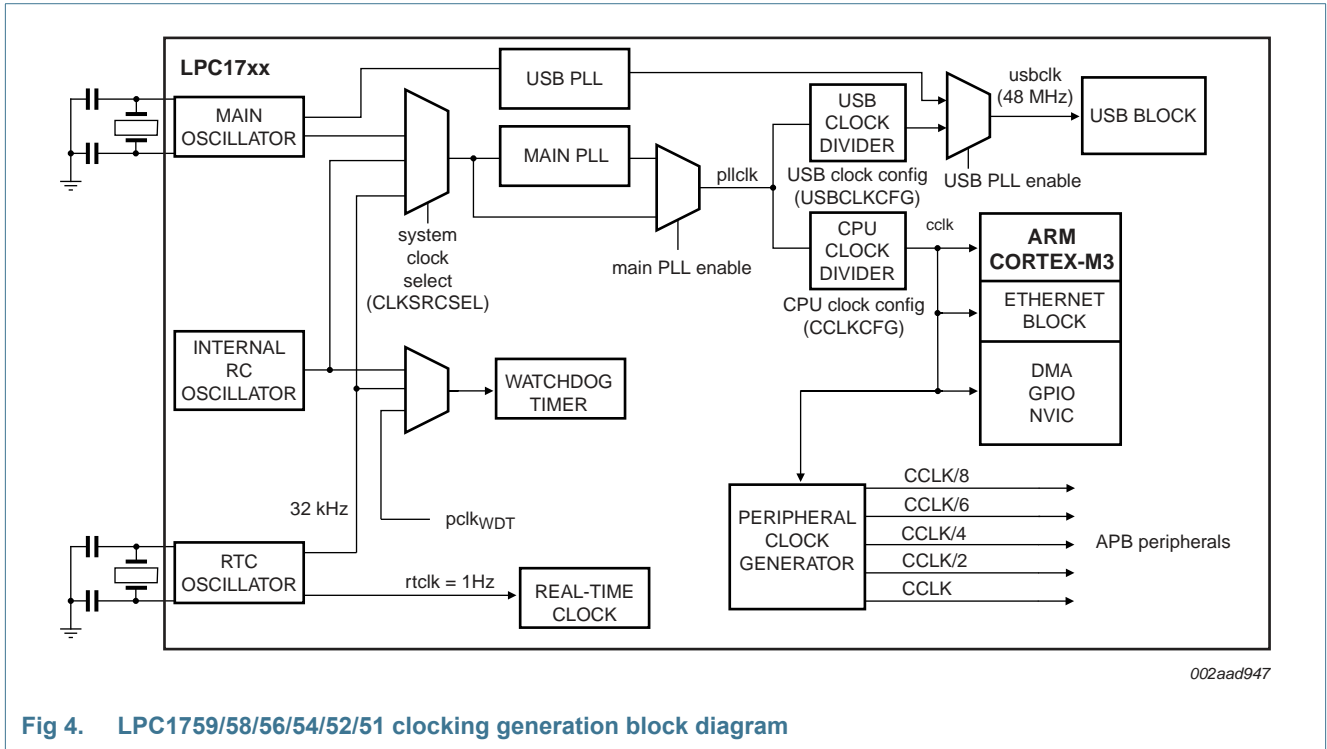 LPC17xx
MAIN
OSCILLATOR
USB PLL
MAIN PLL
system
clock
select
(CLKSRCSEL)
main PLL enable
pllclk
USB
CLOCK
DIVIDER
USB clock config
(USBCLKCFG)
usbclk
(48 MHz)
USB BLOCK
USB PLL enable
CPU
CLOCK
DIVIDER
CPU clock config
(CCLKCFG)
cclk
ARM
CORTEX-M3
ETHERNET
BLOCK
DMA
GPIO
NVIC
INTERNAL
RC
OSCILLATOR
WATCHDOG
TIMER
32 kHz
pclkWDT
RTC
OSCILLATOR
rtclk = 1Hz
REAL-TIME
CLOCK
PERIPHERAL
CLOCK
GENERATOR
CCLK/8
CCLK/6
CCLK/4
CCLK/2
CCLK
APB peripherals
002aad947
Fig 4. LPC1759/58/56/54/52/51 clocking generation block diagram